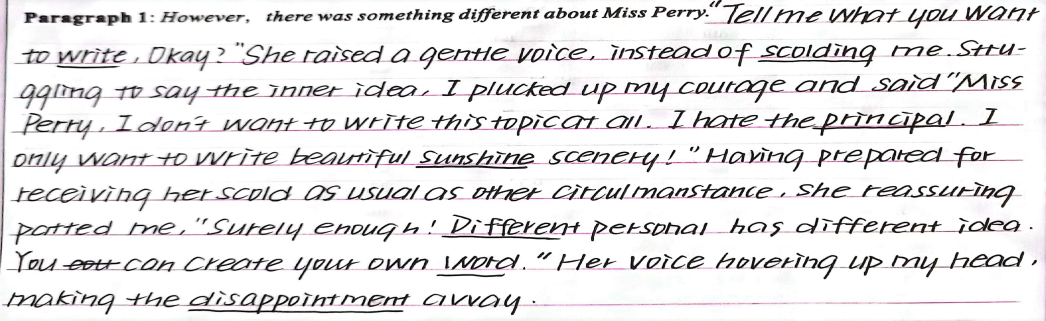 Paragraph 1: However, there was something different about Miss Perry. "Tell me what you want
to write, Okay? "She raised a gentle voice, instead of scolding me. Stru-
ggling to say the inner idea, I plucked up my courage and said "Miss
Perry, I don't want to write this topic at all. I hate the principal. I
only want to write beautiful sunshine scenery! "Having prepared for
receiving her scold as usual as other circulmanstance, she reassuring
patted me, "Surely enough! Different personal has different idea.
You can create your own word." Her voice hovering up my head,
making the disappointment away.